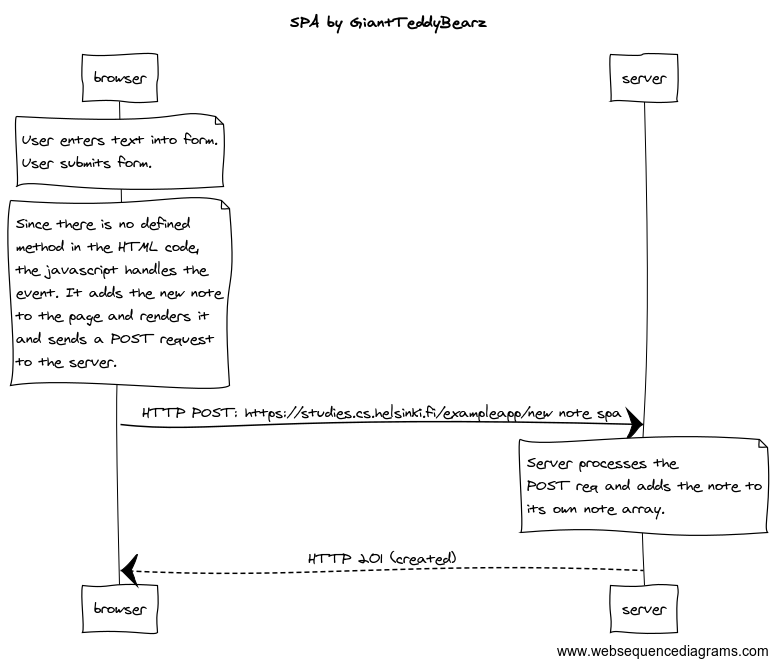 SPA by GiantTeddyBearz
browser
server
User enters text into form.
User submits form.
Since there is no defined
method in the HTML code,
the javascript handles the
event. It adds the new note
to the page and renders it
and sends a POST request
to the server.
HTTP POST: https://studies.cs.helsinki.fi/exampleapp/new_note_spa
Server processes the
POST req and adds the note to
its own note array.
HTTP 201 (created)
browser
server
www.websequencediagrams.com